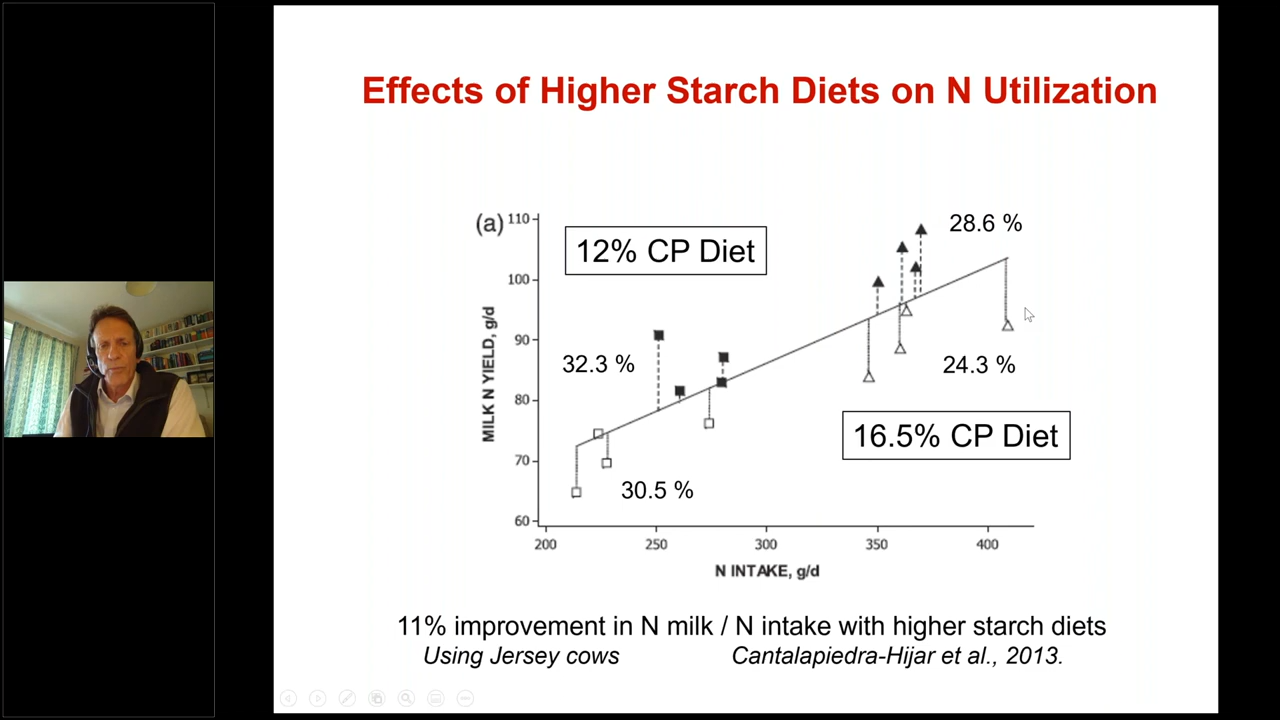 Effects of Higher Starch Diets on N Utilization
(a)
110
100
90
80
70
60
MILK N YIELD, g/d
12% CP Diet
28.6 %
32.3 %
24.3 %
16.5% CP Diet
30.5 %
200 250 300 350 400
N INTAKE, g/d
11% improvement in N milk / N intake with higher starch diets
Using Jersey cows Cantalapiedra-Hijar et al., 2013.